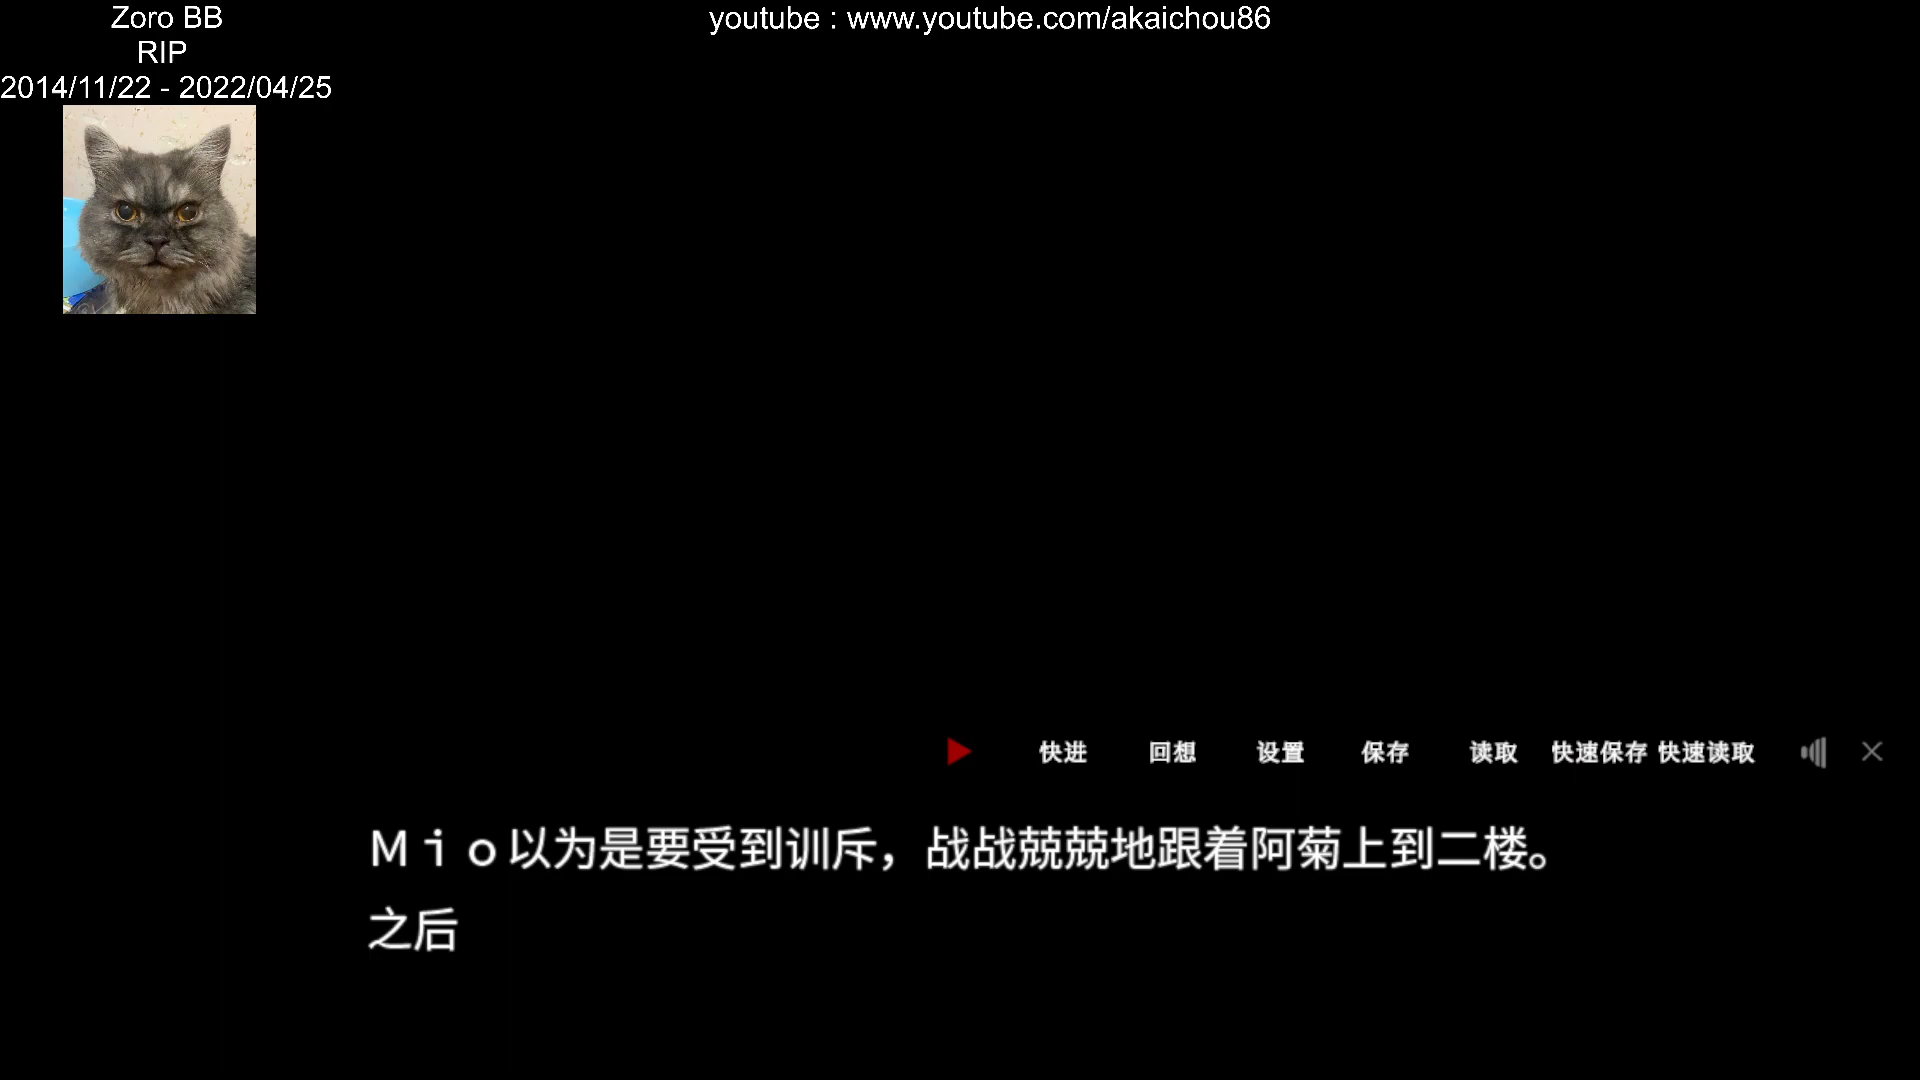 Zoro BB
RIP
2014/11/22 - 2022/04/25
youtube : www.youtube.com/akaichou86
快进 回想 设置 保存 读取 快速保存 快速读取
Ｍｉｏ以为是要受到训斥，战战兢兢地跟着阿菊上到二楼。
之后